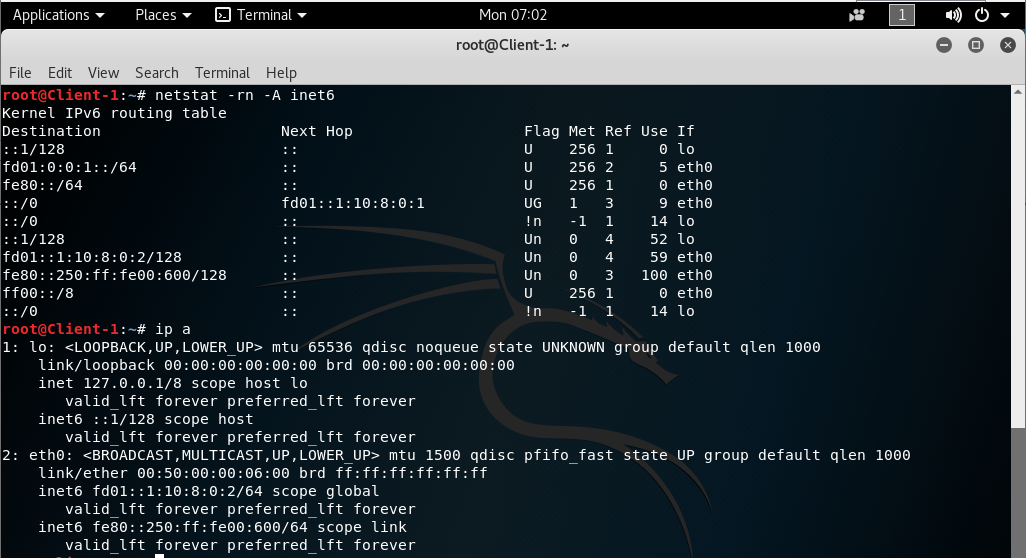 Applications Places Terminal Mon 07:02 1
root@Client-1: ~
File Edit View Search Terminal Help
root@Client-1:~# netstat -rn -A inet6
Kernel IPv6 routing table
Destination                    Next Hop                   Flag Met Ref Use If
::1/128                        ::                         U    256 1     0 lo
fd01:0:0:1::/64                ::                         U    256 2     5 eth0
fe80::/64                      ::                         U    256 1     0 eth0
::/0                           fd01::1:10:8:0:1           UG   1   3     9 eth0
::/0                           ::                         !n   -1  1    14 lo
::1/128                        ::                         Un   0   4    52 lo
fd01::1:10:8:0:2/128           ::                         Un   0   4    59 eth0
fe80::250:ff:fe00:600/128      ::                         Un   0   3   100 eth0
ff00::/8                       ::                         U    256 1     0 eth0
::/0                           ::                         !n   -1  1    14 lo
root@Client-1:~# ip a
1: lo: <LOOPBACK,UP,LOWER_UP> mtu 65536 qdisc noqueue state UNKNOWN group default qlen 1000
    link/loopback 00:00:00:00:00:00 brd 00:00:00:00:00:00
    inet 127.0.0.1/8 scope host lo
       valid_lft forever preferred_lft forever
    inet6 ::1/128 scope host
       valid_lft forever preferred_lft forever
2: eth0: <BROADCAST,MULTICAST,UP,LOWER_UP> mtu 1500 qdisc pfifo_fast state UP group default qlen 1000
    link/ether 00:50:00:00:06:00 brd ff:ff:ff:ff:ff:ff
    inet6 fd01::1:10:8:0:2/64 scope global
       valid_lft forever preferred_lft forever
    inet6 fe80::250:ff:fe00:600/64 scope link
       valid_lft forever preferred_lft forever